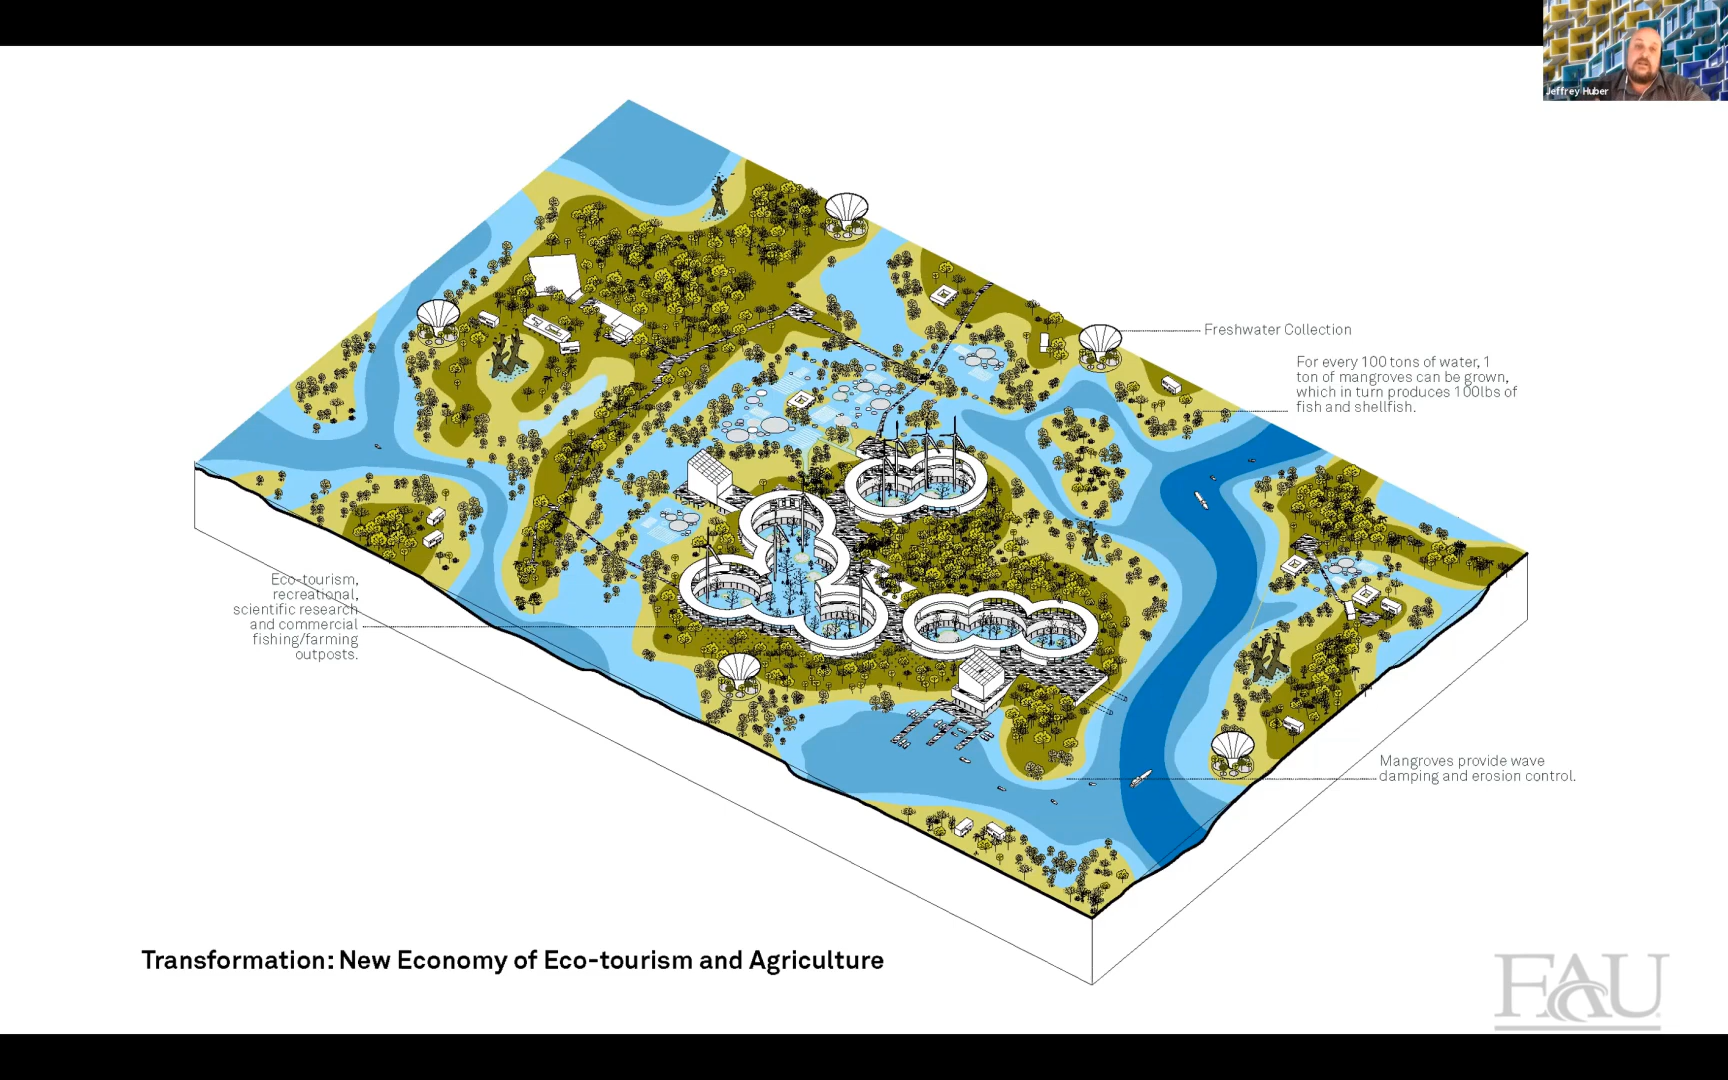 Jeffrey Huber
Freshwater Collection
For every 100 tons of water, 1
ton of mangroves can be grown,
which in turn produces 100lbs of
fish and shellfish.
Eco-tourism,
recreational,
scientific research
and commercial
fishing/farming
outposts.
Mangroves provide wave
damping and erosion control.
Transformation: New Economy of Eco-tourism and Agriculture
FAU